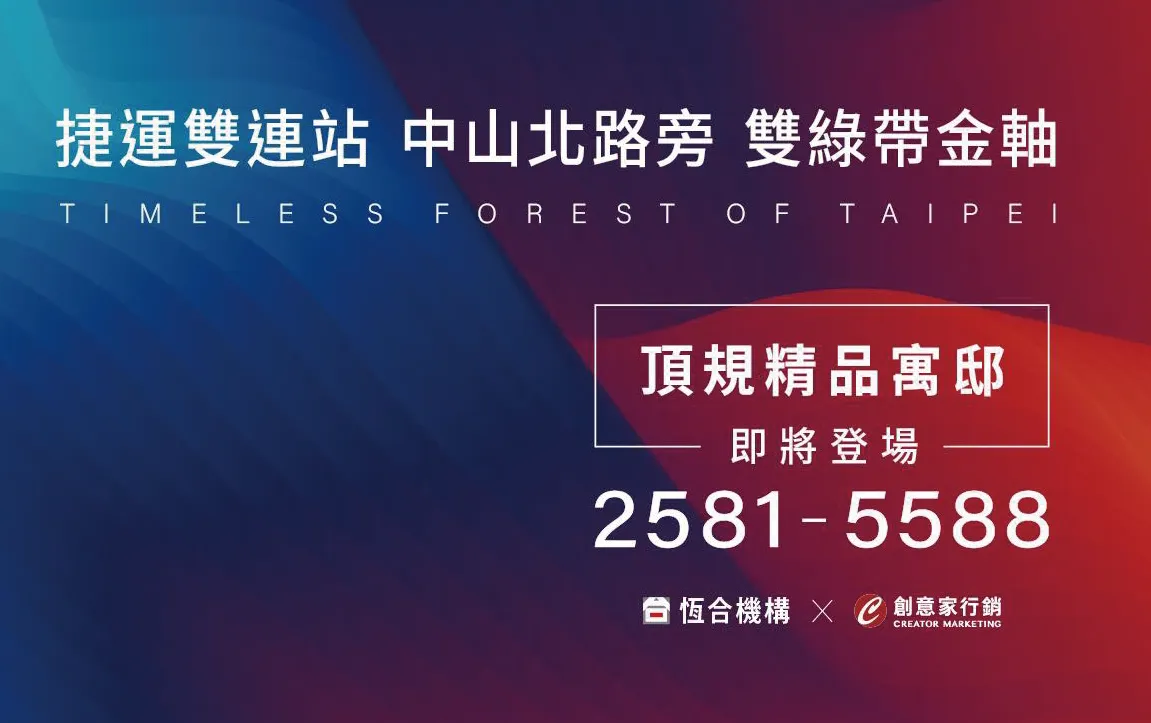 捷運雙連站 中山北路旁 雙綠帶金軸
TIMELESS FOREST OF TAIPEI
頂規精品寓邸
即將登場
2581-5588
恆合機構 × 創意家行銷
CREATOR MARKETING